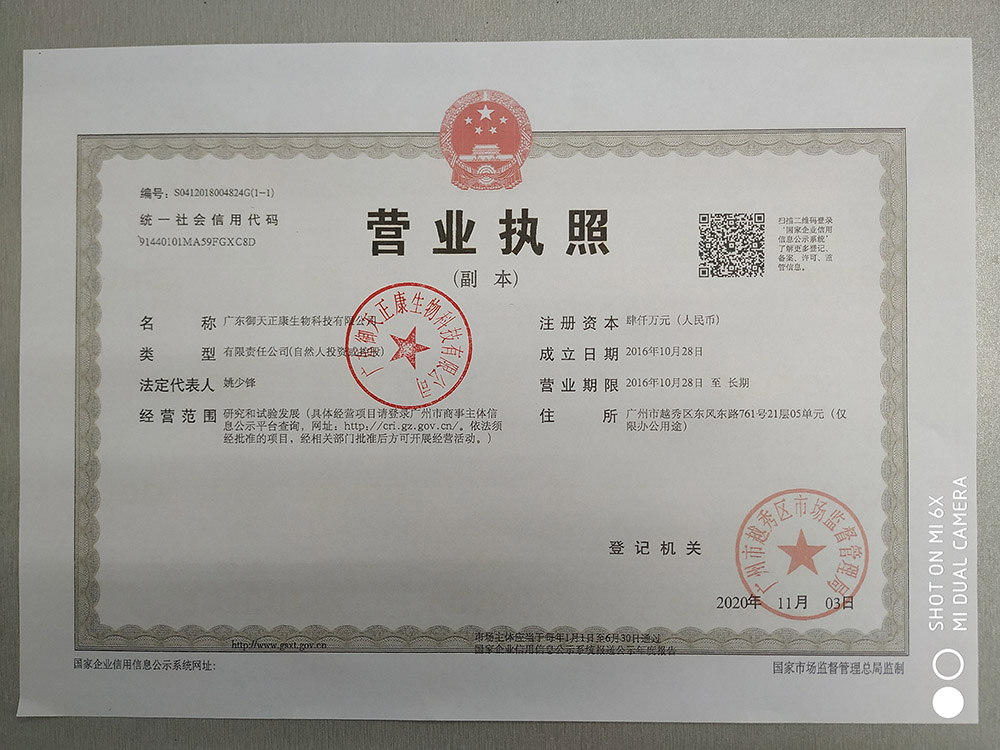 编号：S0412018004824G(1-1)
统一社会信用代码
91440101MA59FGXC8D
营业执照
（副 本）
扫描二维码登录
‘国家企业信用
信息公示系统’
了解更多登记、
备案、许可、监
管信息。
名 称 广东御天正康生物科技有限公司
类 型 有限责任公司(自然人投资或控股)
法定代表人 姚少锋
经营范围 研究和试验发展（具体经营项目请登录广州市商事主体信
息公示平台查询，网址：http://cri.gz.gov.cn/。依法须
经批准的项目，经相关部门批准后方可开展经营活动。）
注册资本 肆仟万元（人民币）
成立日期 2016年10月28日
营业期限 2016年10月28日 至 长期
住 所 广州市越秀区东风东路761号21层05单元（仅
限办公用途）
广东御天正康生物科技有限公司
登记机关
广州市越秀区市场监督管理局
2020年 11月 03日
http://www.gsxt.gov.cn
市场主体应当于每年1月1日至6月30日通过
国家企业信用信息公示系统报送公示年度报告
国家企业信用信息公示系统网址：
国家市场监督管理总局监制
SHOT ON MI 6X
MI DUAL CAMERA